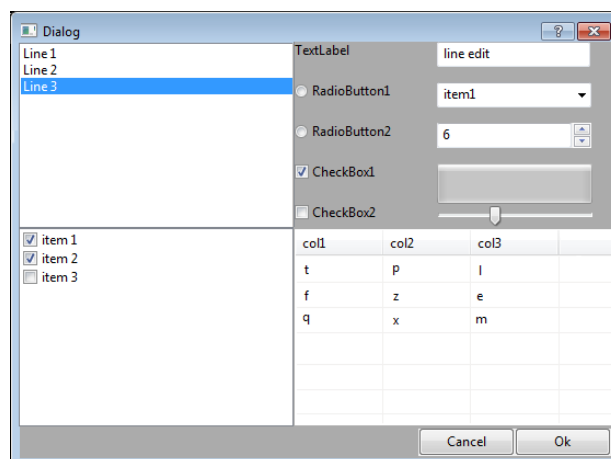 Dialog
Line 1
Line 2
Line 3
TextLabel
line edit
RadioButton1
item1
RadioButton2
6
CheckBox1
CheckBox2
item 1
item 2
item 3
col1 col2 col3
t p l
f z e
q x m
Cancel
Ok